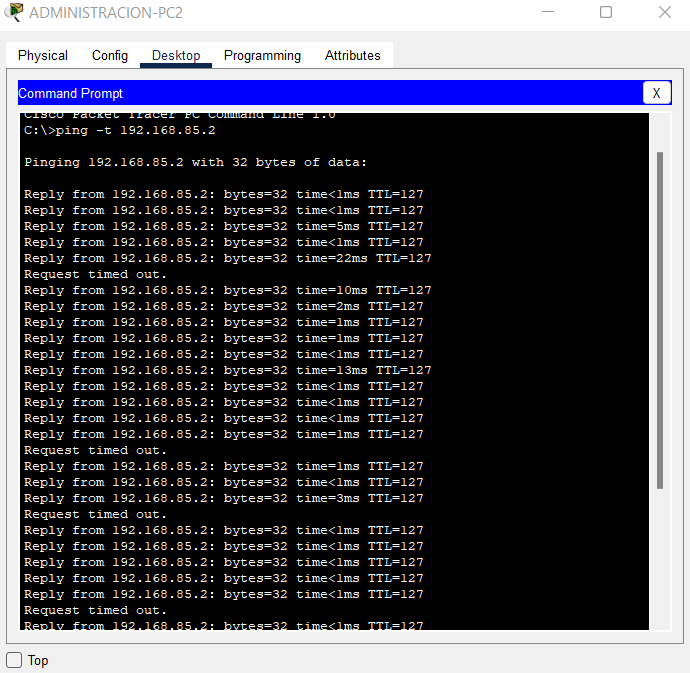 ADMINISTRACION-PC2
Physical Config Desktop Programming Attributes
Command Prompt X
Cisco Packet Tracer PC Command Line 1.0
C:\>ping -t 192.168.85.2
Pinging 192.168.85.2 with 32 bytes of data:
Reply from 192.168.85.2: bytes=32 time<1ms TTL=127
Reply from 192.168.85.2: bytes=32 time<1ms TTL=127
Reply from 192.168.85.2: bytes=32 time=5ms TTL=127
Reply from 192.168.85.2: bytes=32 time<1ms TTL=127
Reply from 192.168.85.2: bytes=32 time=22ms TTL=127
Request timed out.
Reply from 192.168.85.2: bytes=32 time=10ms TTL=127
Reply from 192.168.85.2: bytes=32 time=2ms TTL=127
Reply from 192.168.85.2: bytes=32 time=1ms TTL=127
Reply from 192.168.85.2: bytes=32 time=1ms TTL=127
Reply from 192.168.85.2: bytes=32 time<1ms TTL=127
Reply from 192.168.85.2: bytes=32 time=13ms TTL=127
Reply from 192.168.85.2: bytes=32 time<1ms TTL=127
Reply from 192.168.85.2: bytes=32 time<1ms TTL=127
Reply from 192.168.85.2: bytes=32 time<1ms TTL=127
Reply from 192.168.85.2: bytes=32 time=1ms TTL=127
Request timed out.
Reply from 192.168.85.2: bytes=32 time=1ms TTL=127
Reply from 192.168.85.2: bytes=32 time<1ms TTL=127
Reply from 192.168.85.2: bytes=32 time=3ms TTL=127
Request timed out.
Reply from 192.168.85.2: bytes=32 time<1ms TTL=127
Reply from 192.168.85.2: bytes=32 time<1ms TTL=127
Reply from 192.168.85.2: bytes=32 time<1ms TTL=127
Reply from 192.168.85.2: bytes=32 time<1ms TTL=127
Reply from 192.168.85.2: bytes=32 time<1ms TTL=127
Request timed out.
Reply from 192.168.85.2: bytes=32 time<1ms TTL=127
Top